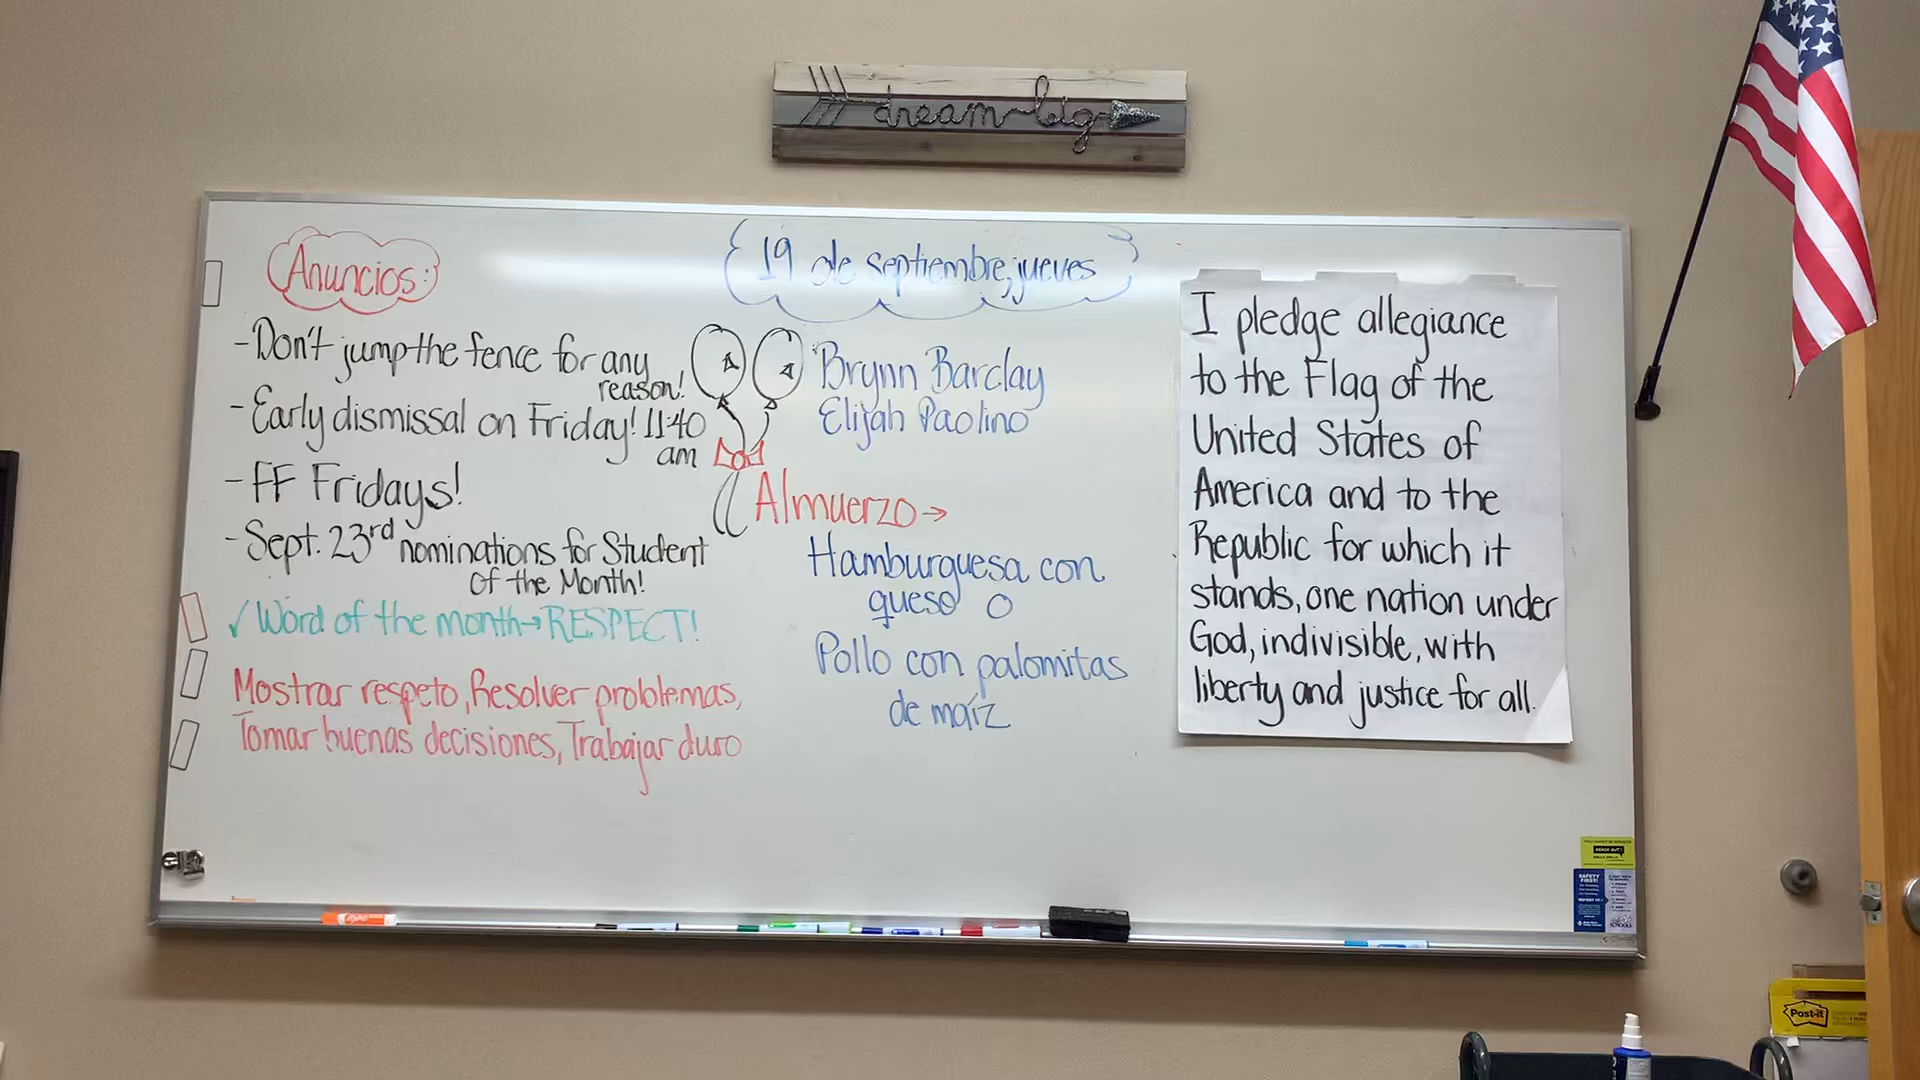 dream big
Anuncios:
- Don't jump the fence for any
reason!
- Early dismissal on Friday! 11:40
am
- FF Fridays!
- Sept. 23rd nominations for Student
of the Month!
✓ Word of the month → RESPECT!
Mostrar respeto, Resolver problemas,
Tomar buenas decisiones, Trabajar duro
19 de septiembre, jueves
Brynn Barclay
Elijah Paolino
Almuerzo →
Hamburguesa con
queso o
Pollo con palomitas
de maíz
I pledge allegiance
to the Flag of the
United States of
America and to the
Republic for which it
stands, one nation under
God, indivisible, with
liberty and justice for all.
REACH OUT!
SAFETY
FIRST!
Post-it